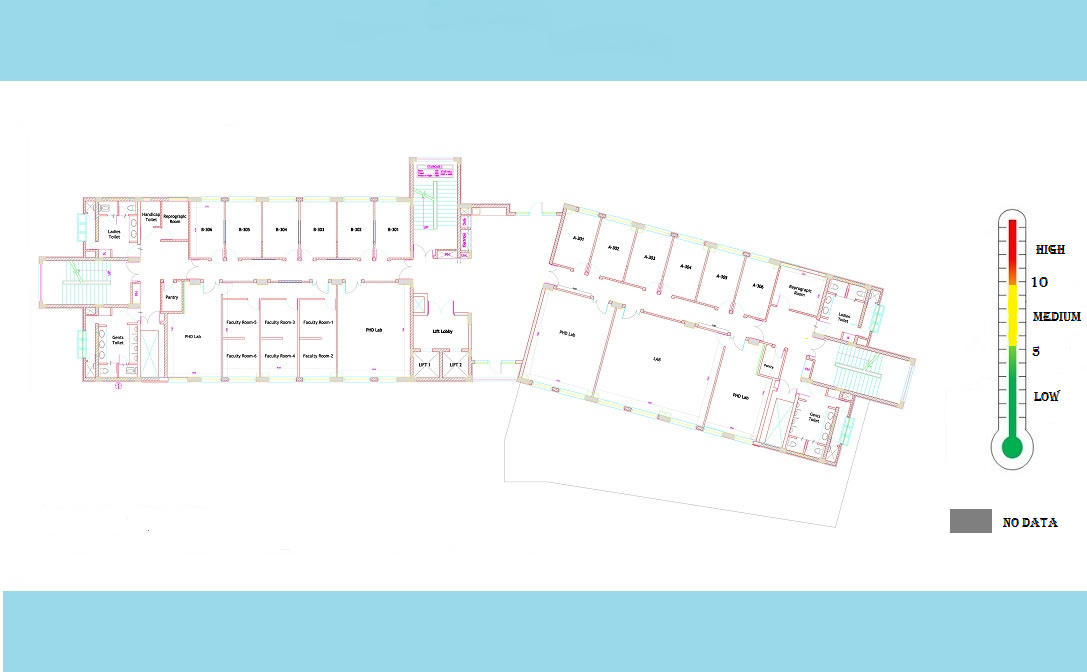 Handicap
Toilet
Reprograpic
Room
Ladies
Toilet
B-306
B-305
B-304
B-303
B-302
B-301
UP
Pantry
Gents
Toilet
PHD Lab
Faculty Room-5
Faculty Room-3
Faculty Room-1
Faculty Room-6
Faculty Room-4
Faculty Room-2
PHD Lab
Lift Lobby
LIFT 1
LIFT 2
A-301
A-302
A-303
A-304
A-305
A-306
Reprograpic
Room
Ladies
Toilet
PHD Lab
LAB
PHD Lab
Pantry
Gents
Toilet
HIGH
10
MEDIUM
5
LOW
NO DATA